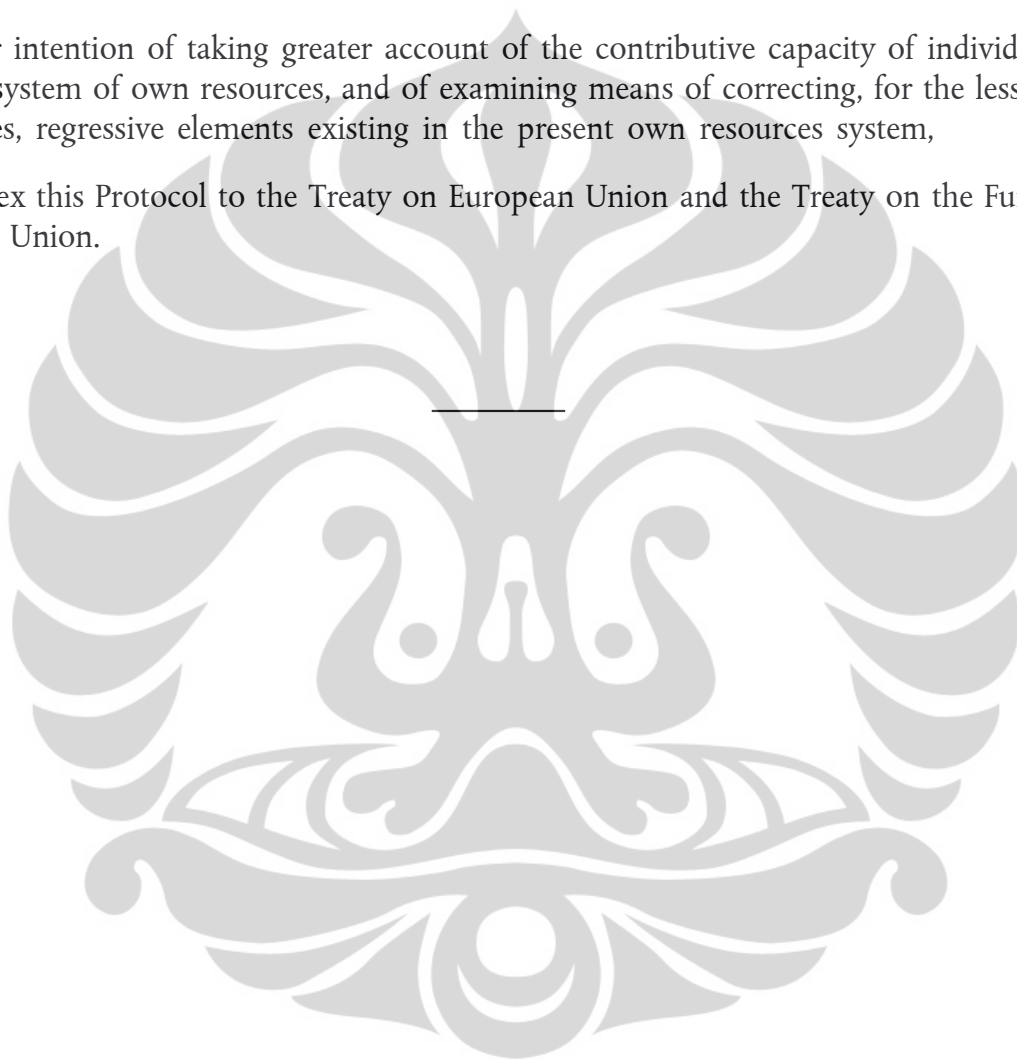 intention of taking greater account of the contributive capacity of individ
system of own resources, and of examining means of correcting, for the less
es, regressive elements existing in the present own resources system,
ex this Protocol to the Treaty on European Union and the Treaty on the Fu
Union.